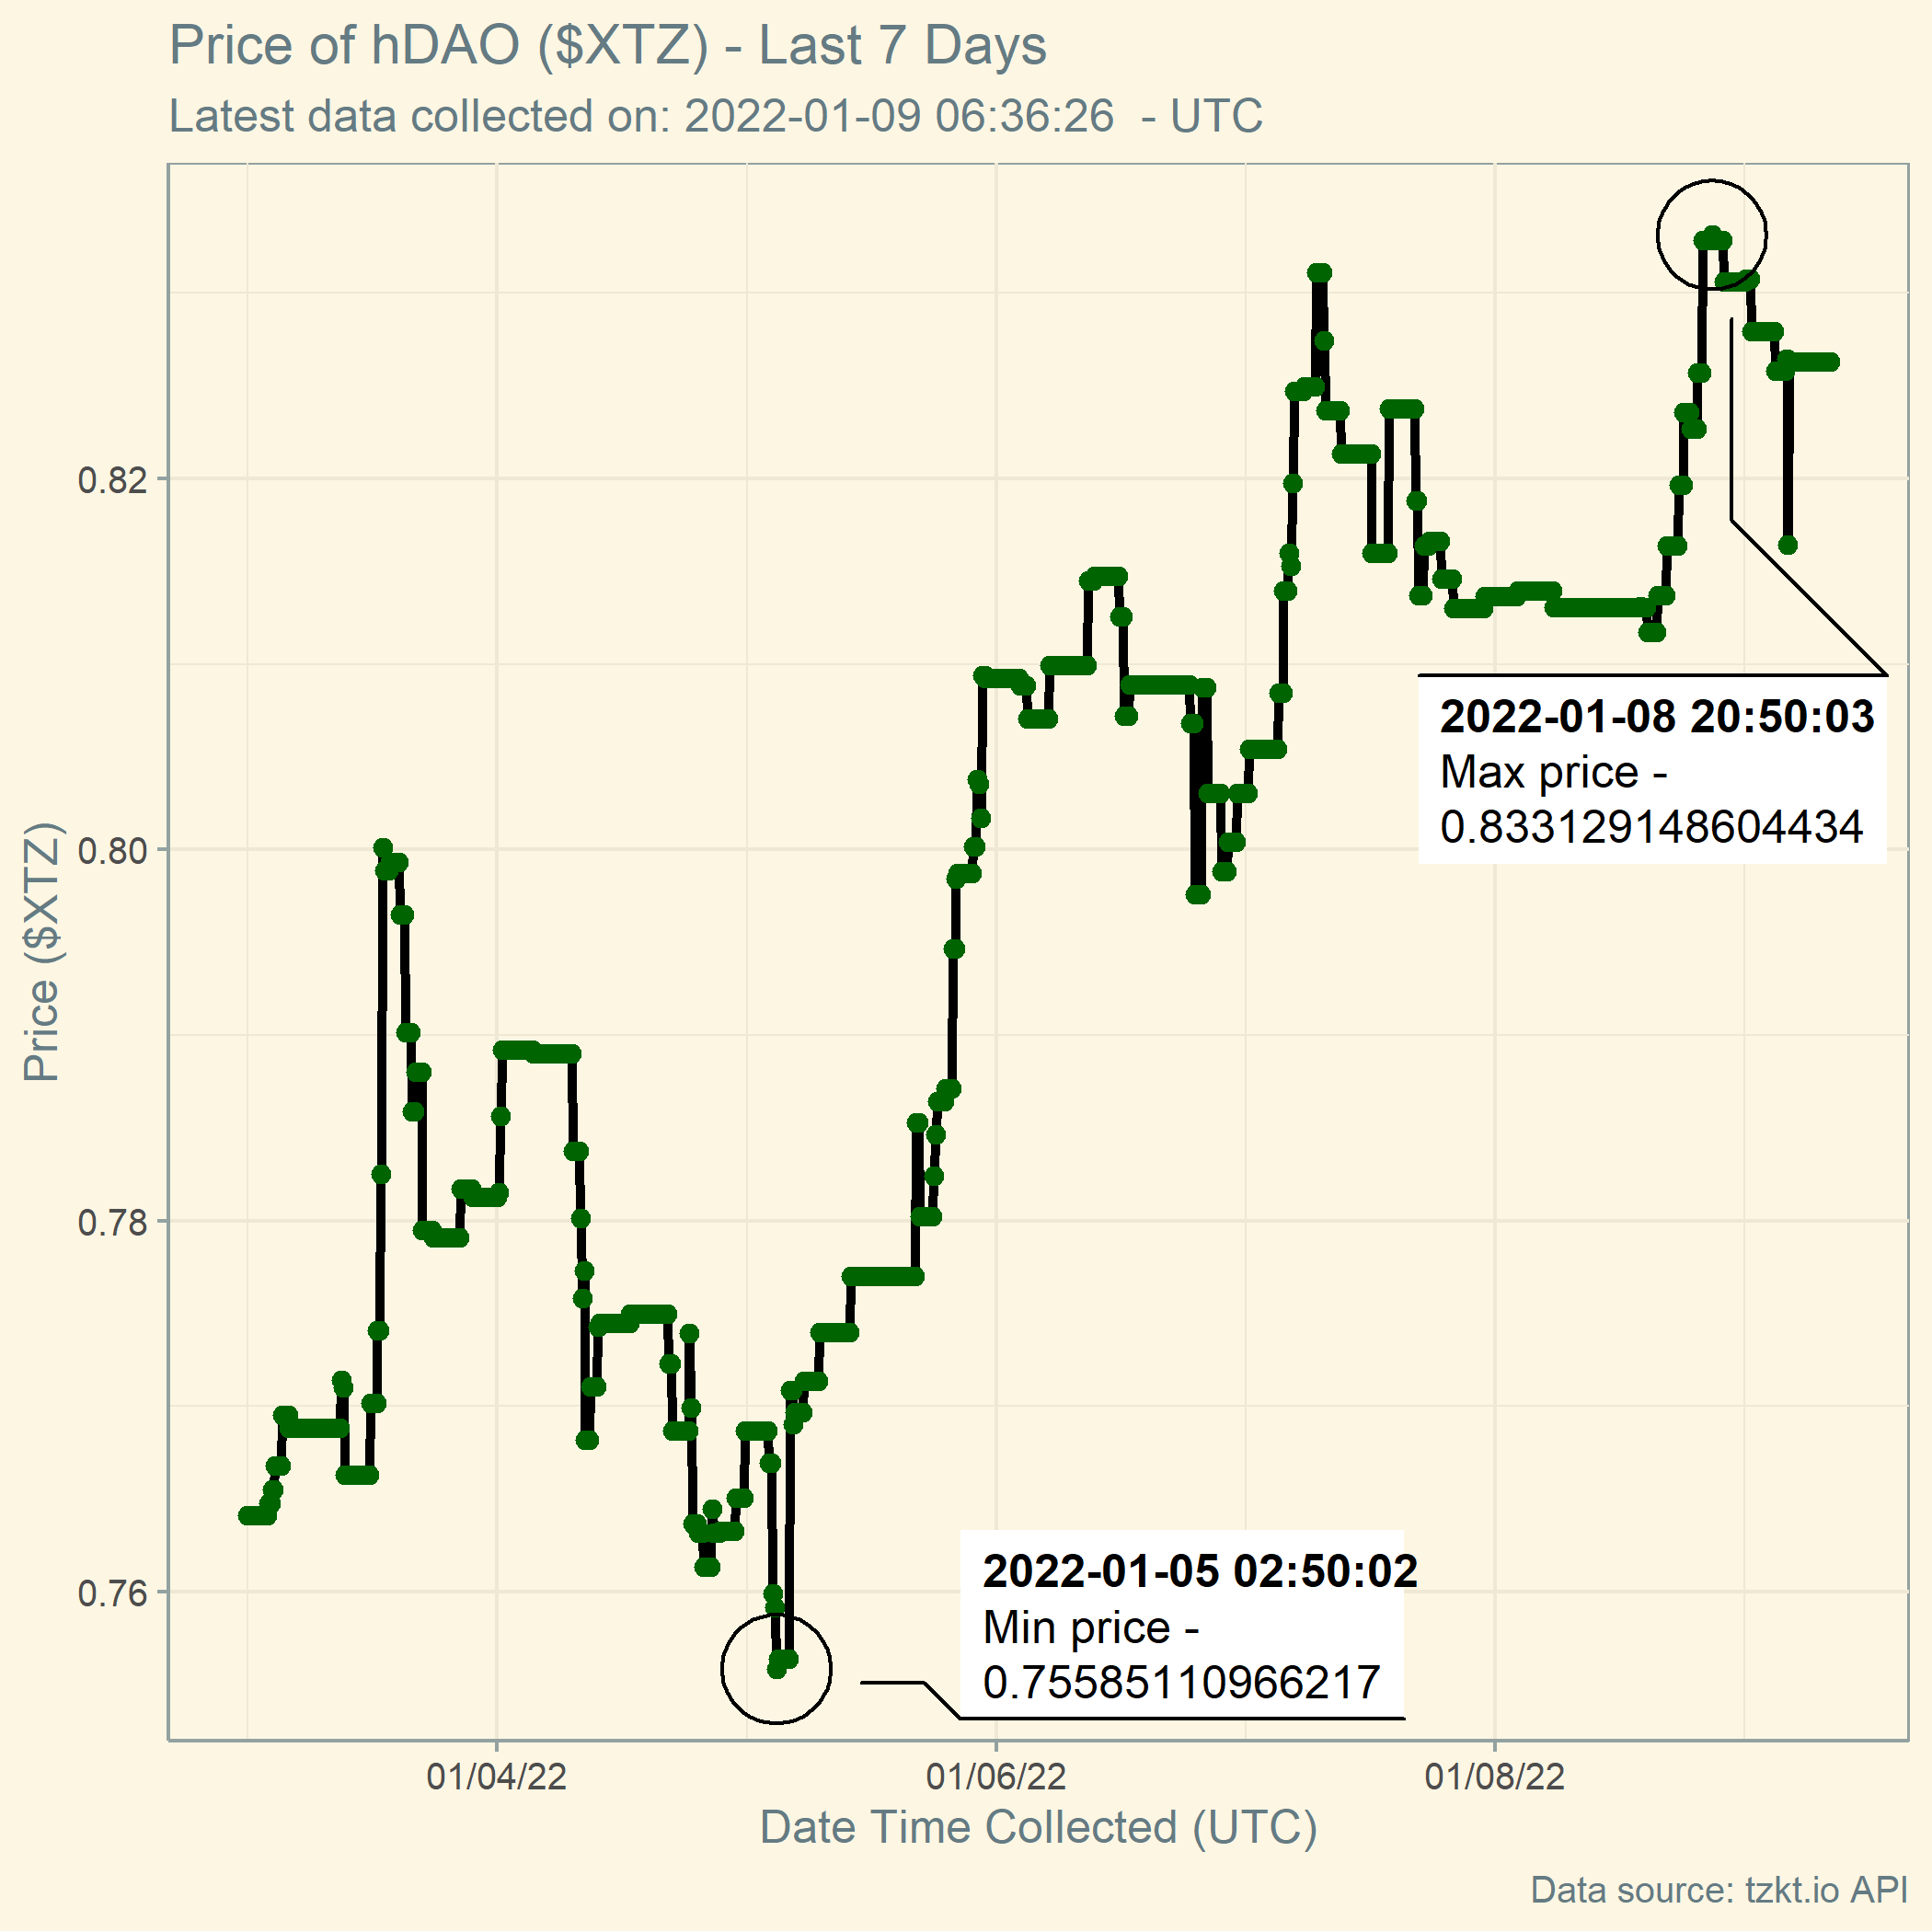 Price of hDAO ($XTZ) - Last 7 Days
Latest data collected on: 2022-01-09 06:36:26  - UTC
0.82
0.80
0.78
0.76
Price ($XTZ)
2022-01-08 20:50:03
Max price -
0.833129148604434
2022-01-05 02:50:02
Min price -
0.75585110966217
01/04/22
01/06/22
01/08/22
Date Time Collected (UTC)
Data source: tzkt.io API